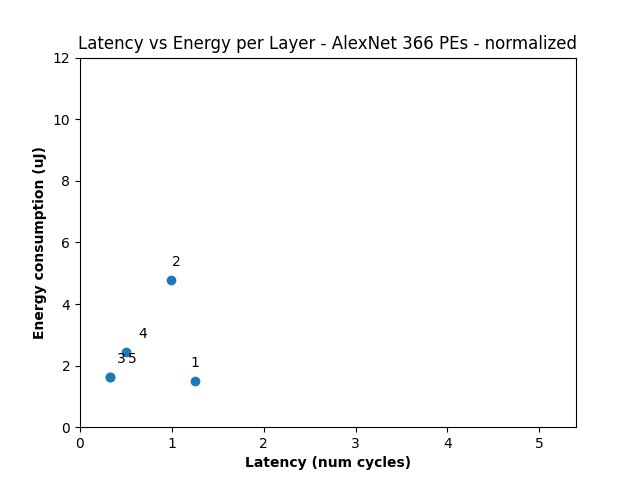 Latency vs Energy per Layer - AlexNet 366 PEs - normalized
Energy consumption (uJ)
12
10
8
6
4
2
0
2
4
3 5
1
0 1 2 3 4 5
Latency (num cycles)